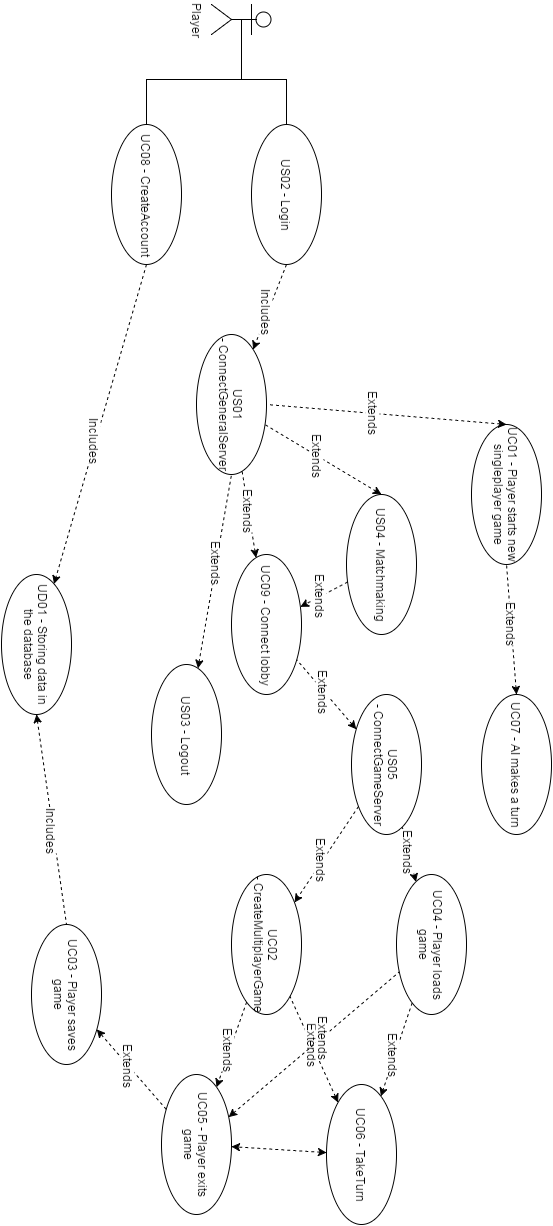 Player
UC08 - CreateAccount
US02 - Login
Includes
Includes
US01
- ConnectGeneralServer
Extends
Extends
Extends
Extends
UC01 - Player starts new
singleplayer game
US04 - Matchmaking
Extends
UC09 - Connect lobby
US03 - Logout
Extends
UC07 - AI makes a turn
Extends
US05
- ConnectGameServer
UD01 - Storing data in
the database
Includes
Extends
Extends
UC04 - Player loads
game
UC02
- CreateMultiplayerGame
UC03 - Player saves
game
Extends
Extends
Extends
Extends
Extends
UC05 - Player exits
game
UC06 - TakeTurn